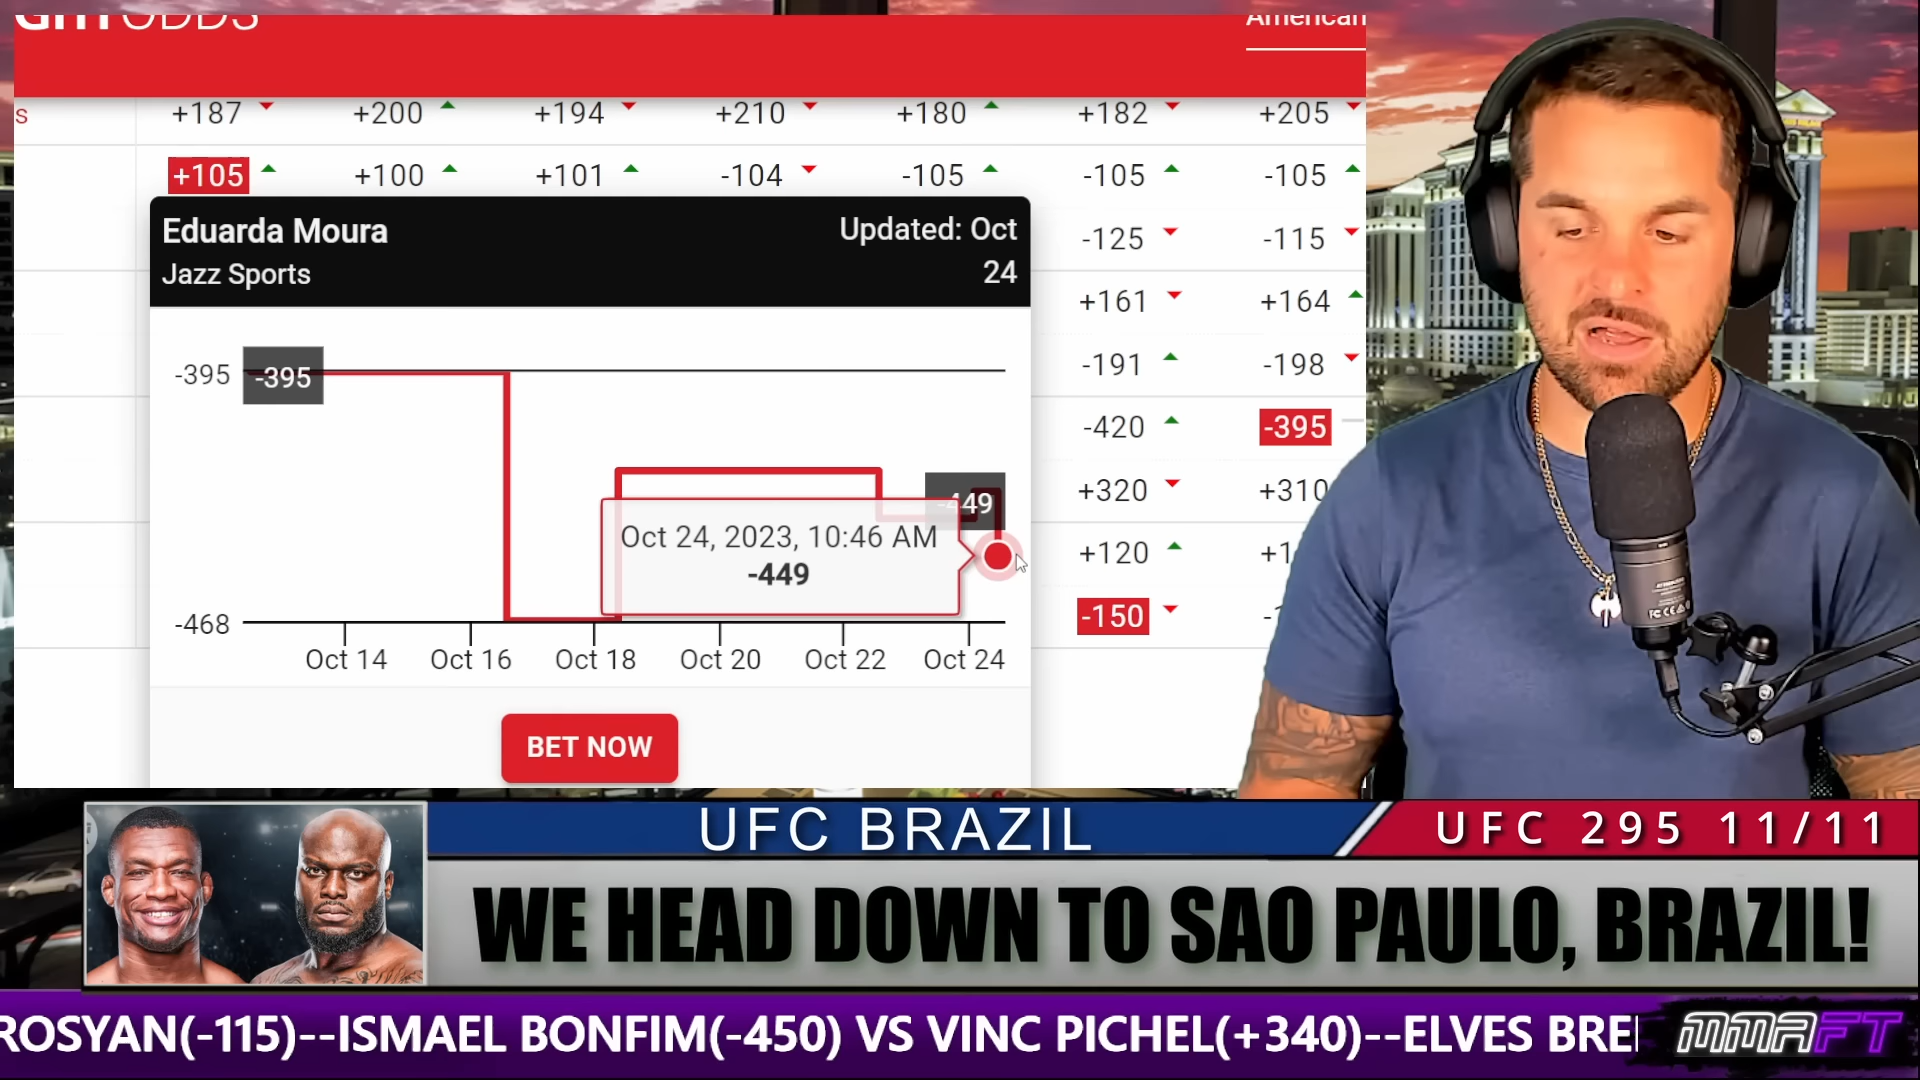 ODDS
American
s
+187 +200 +194 +210 +180 +182 +205
+105 +100 +101 -104 -105 -105 -105
Eduarda Moura
Updated: Oct 24
Jazz Sports
-125 -115
+161 +164
-191 -198
-420 -395
+320 +310
+120
-150
-395
-395
-449
Oct 24, 2023, 10:46 AM
-449
-468
Oct 14 Oct 16 Oct 18 Oct 20 Oct 22 Oct 24
BET NOW
UFC BRAZIL
UFC 295 11/11
WE HEAD DOWN TO SAO PAULO, BRAZIL!
ROSYAN(-115)--ISMAEL BONFIM(-450) VS VINC PICHEL(+340)--ELVES BRE
MMAFT